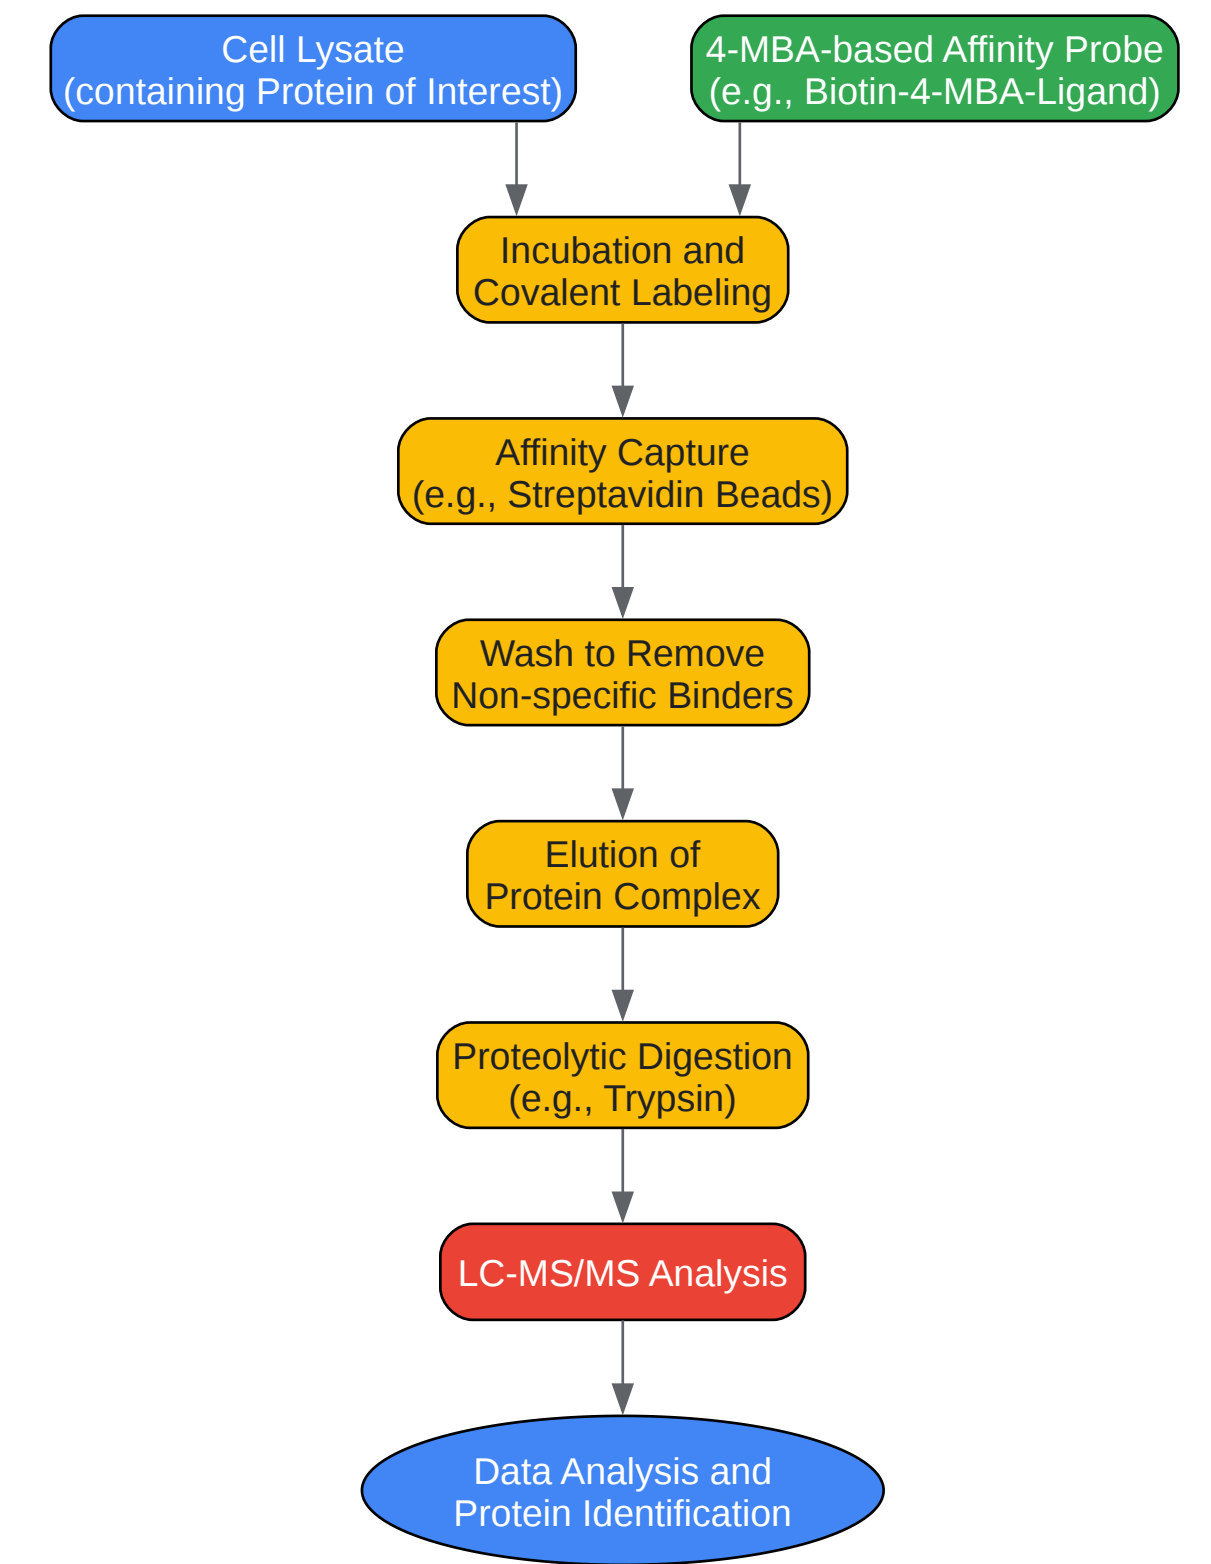 Cell Lysate
(containing Protein of Interest)
4-MBA-based Affinity Probe
(e.g., Biotin-4-MBA-Ligand)
Incubation and
Covalent Labeling
Affinity Capture
(e.g., Streptavidin Beads)
Wash to Remove
Non-specific Binders
Elution of
Protein Complex
Proteolytic Digestion
(e.g., Trypsin)
LC-MS/MS Analysis
Data Analysis and
Protein Identification